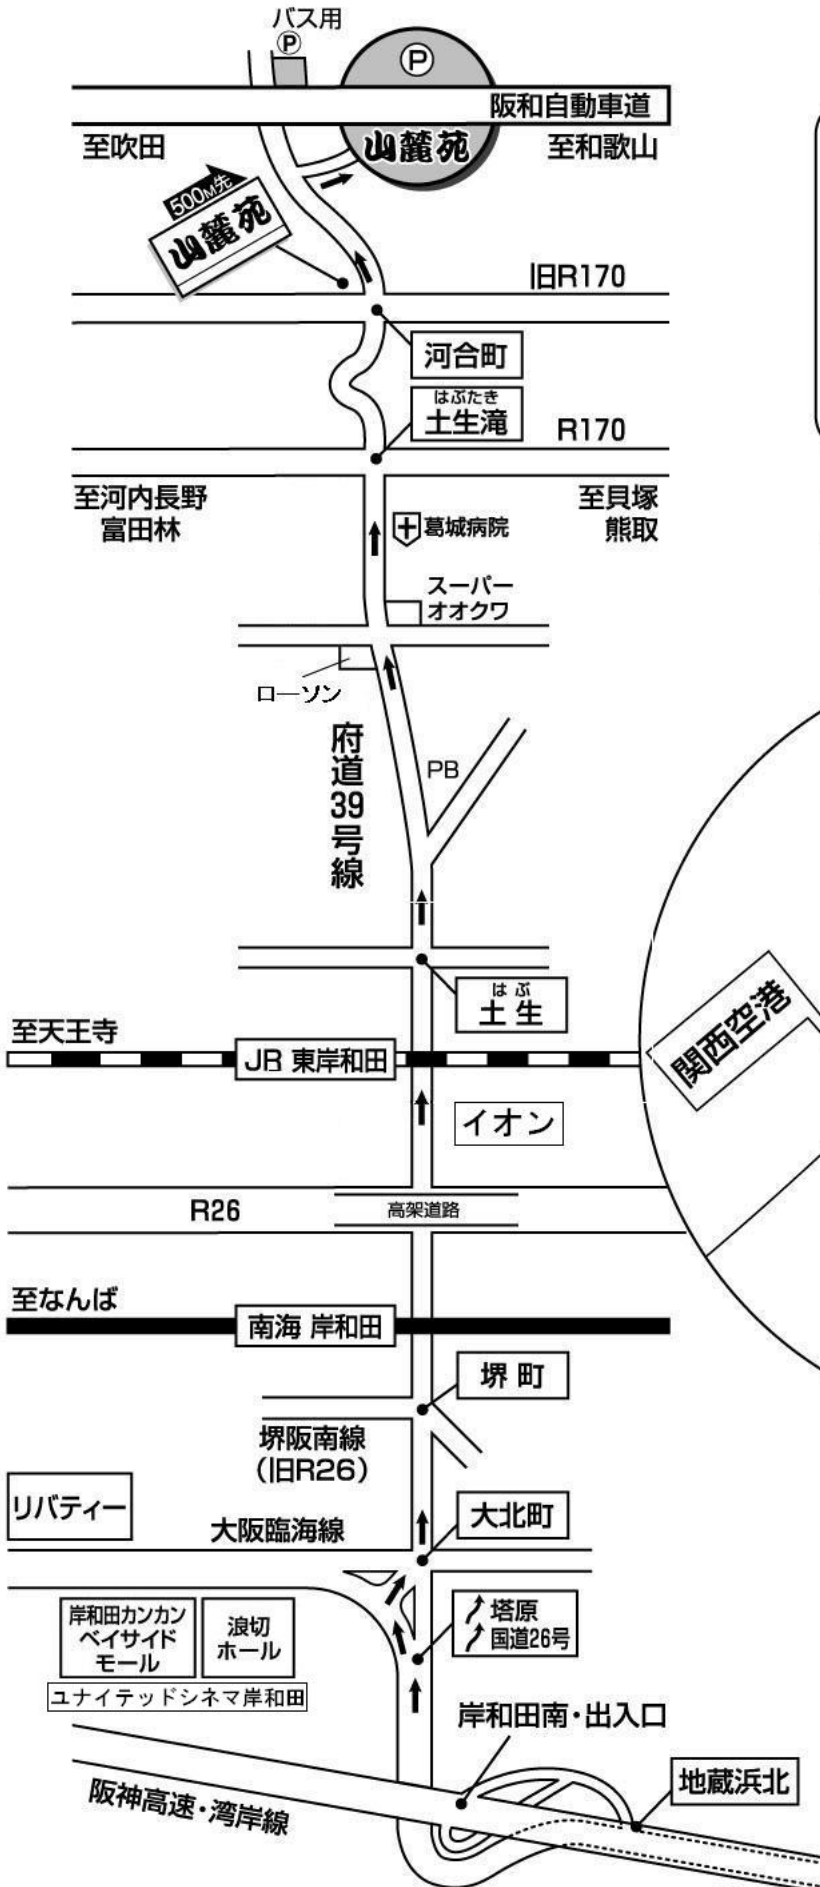 バス用
Ⓟ
Ⓟ
阪和自動車道
至吹田
山麓苑
至和歌山
500M先
山麓苑
旧R170
河合町
はぶたき
土生滝
R170
至河内長野
富田林
至貝塚
熊取
葛城病院
スーパー
オオクワ
ローソン
府道39号線
PB
はぶ
土生
至天王寺
JR 東岸和田
関西空港
イオン
R26
高架道路
至なんば
南海 岸和田
堺町
堺阪南線
(旧R26)
リバティー
大阪臨海線
大北町
岸和田カンカン
ベイサイド
モール
浪切
ホール
塔原
国道26号
ユナイテッドシネマ岸和田
岸和田南・出入口
地蔵浜北
阪神高速・湾岸線